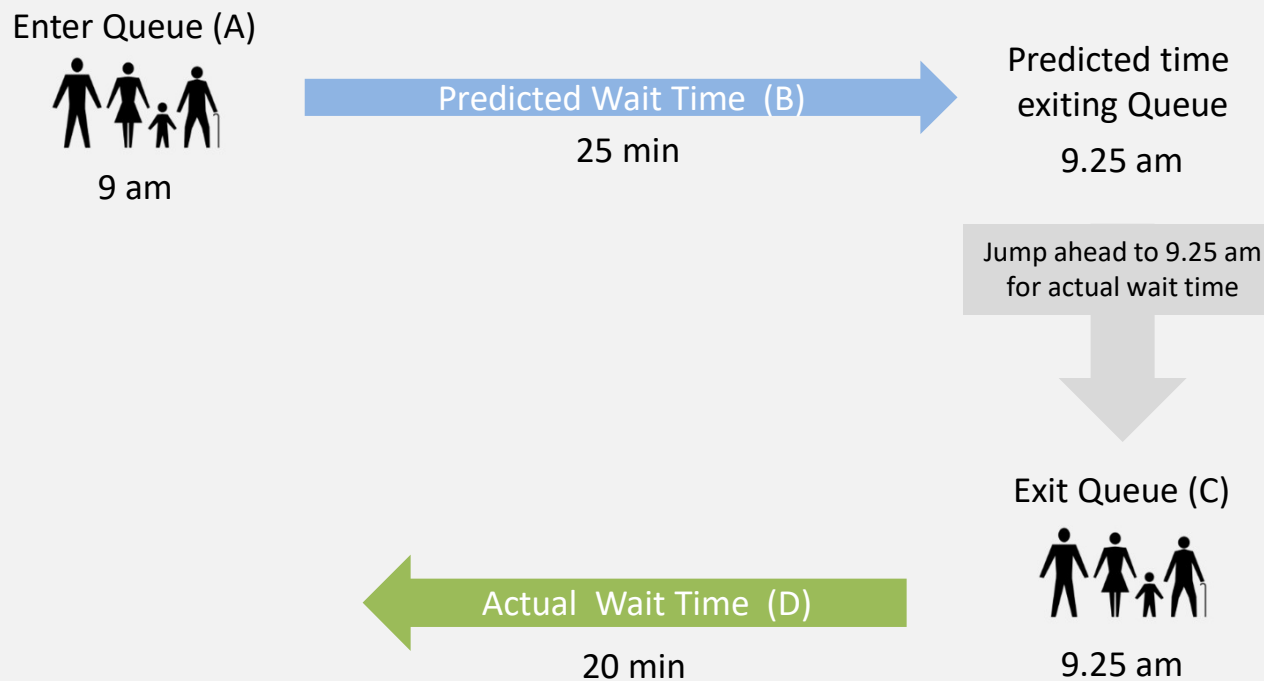 Enter Queue (A)
9 am
Predicted Wait Time (B)
25 min
Predicted time
exiting Queue
9.25 am
Jump ahead to 9.25 am
for actual wait time
Exit Queue (C)
9.25 am
Actual Wait Time (D)
20 min